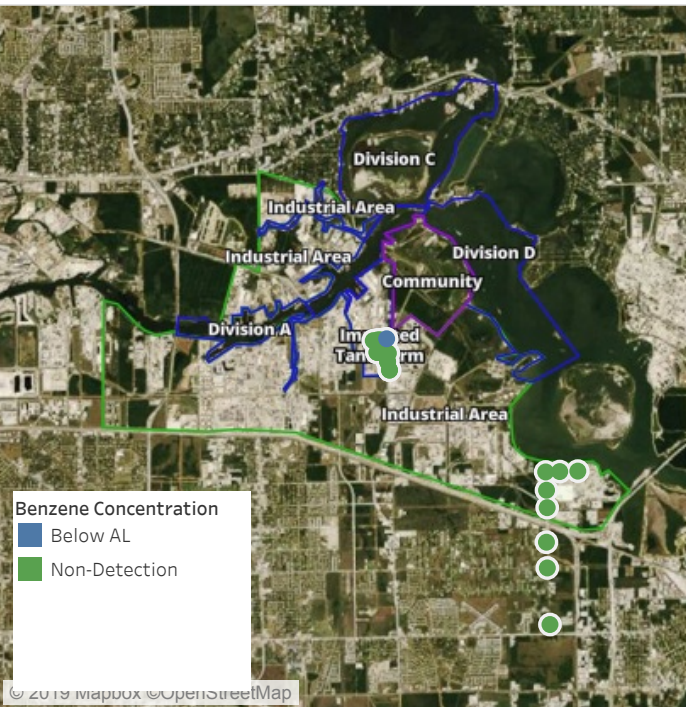 Division C
Industrial Area
Division D
Industrial Area
Community
Division A
Industrial Area
Benzene Concentration
Below AL
Non-Detection
© 2019 Mapbox ©OpenStreetMap